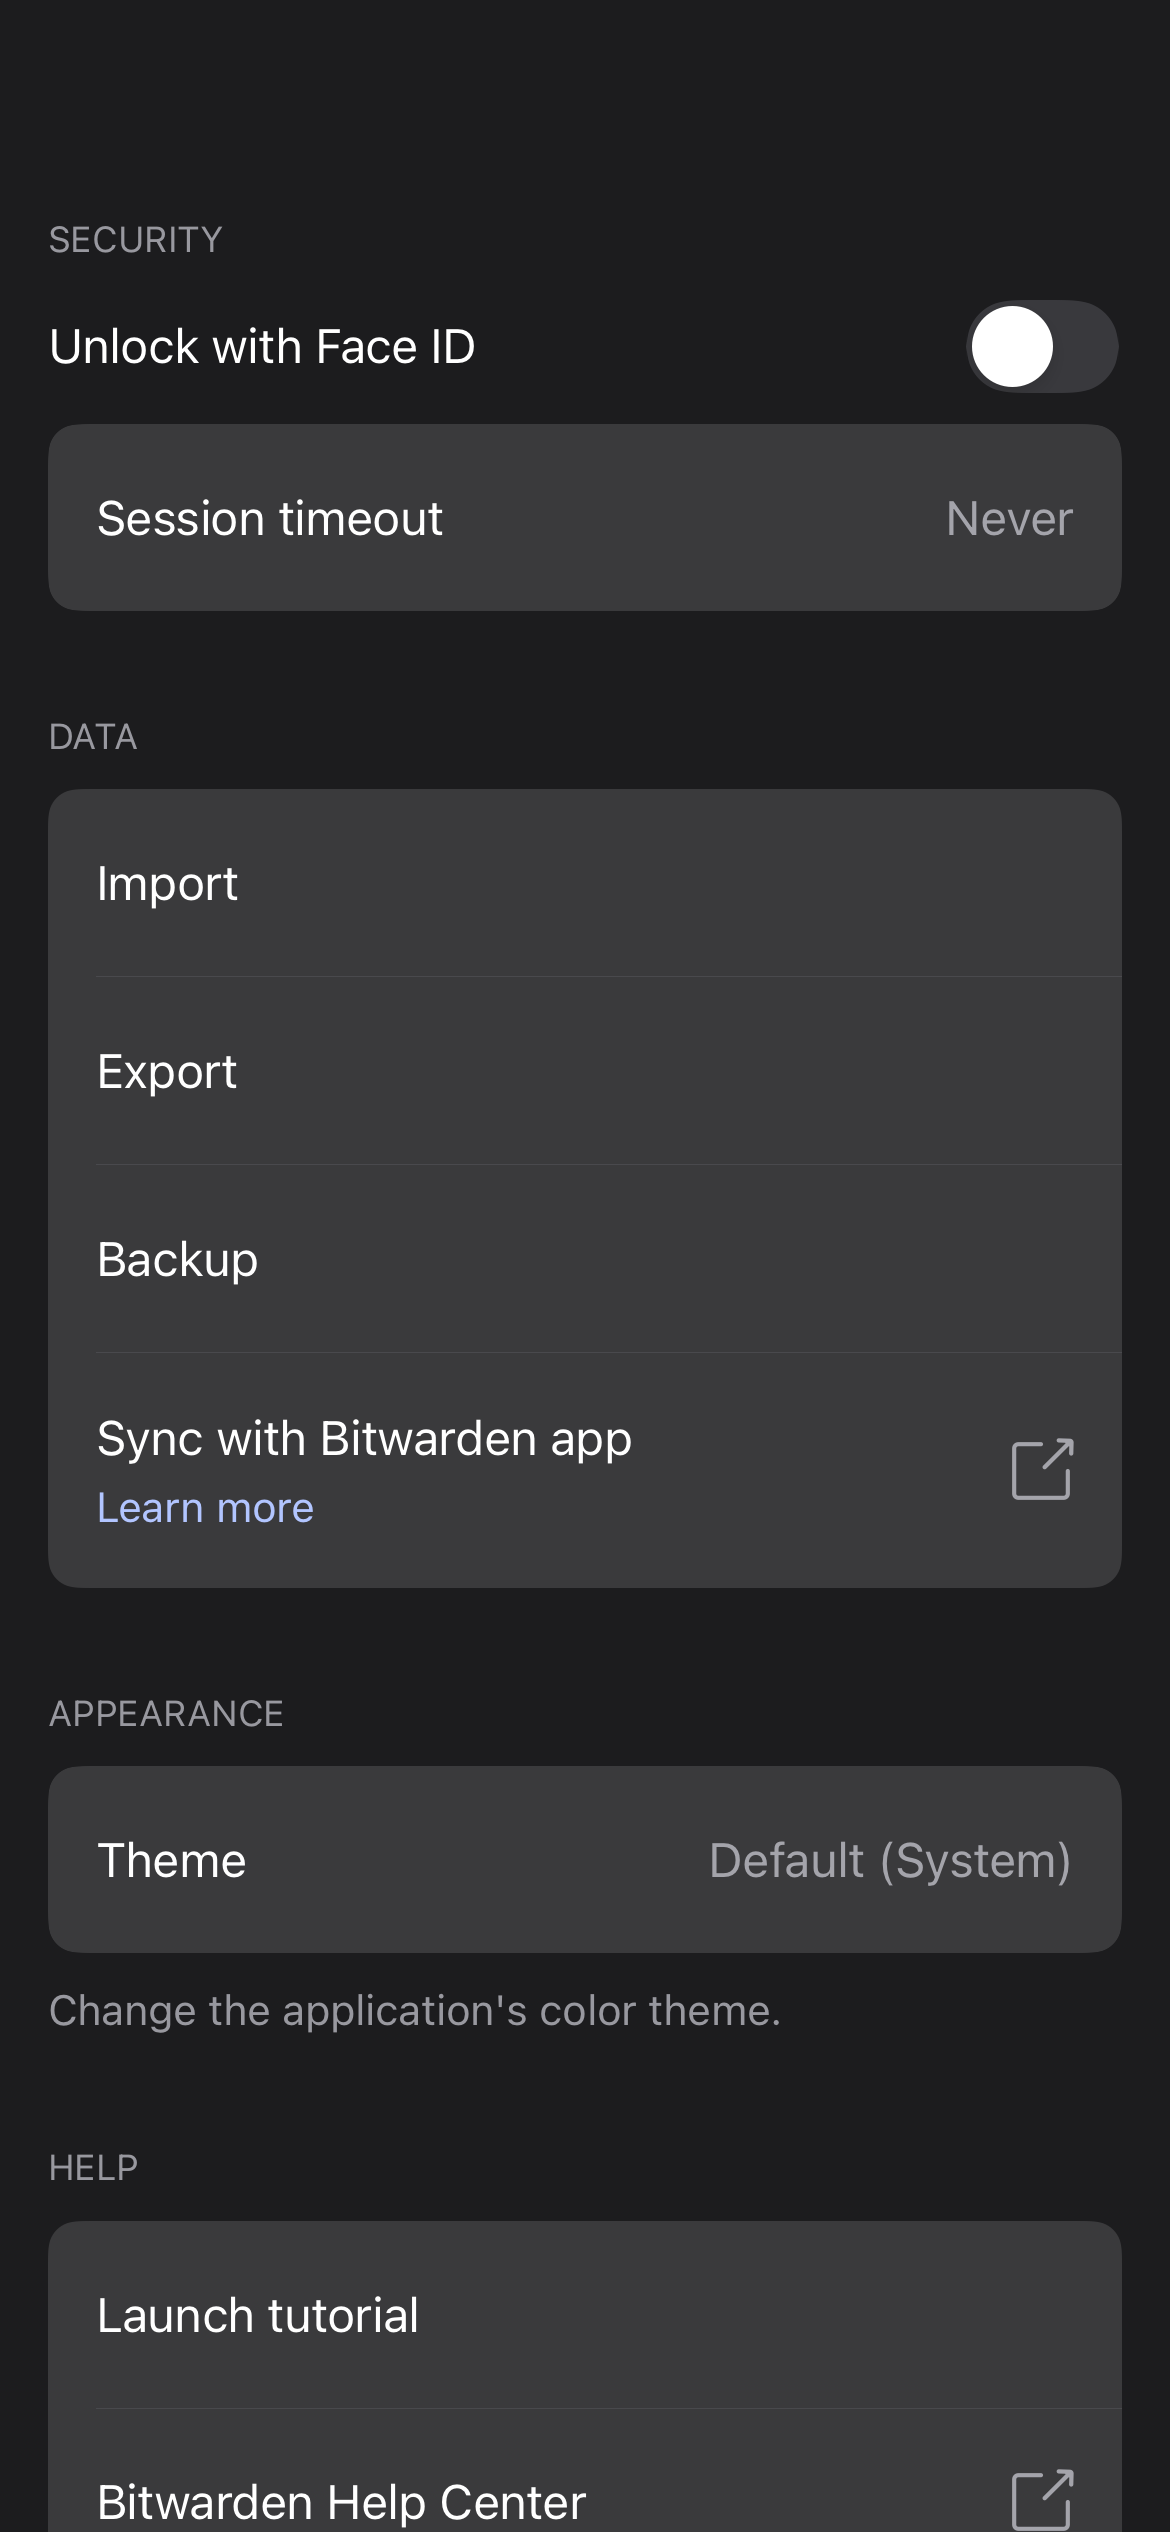 SECURITY
Unlock with Face ID
Session timeout Never
DATA
Import
Export
Backup
Sync with Bitwarden app
Learn more
APPEARANCE
Theme Default (System)
Change the application's color theme.
HELP
Launch tutorial
Bitwarden Help Center